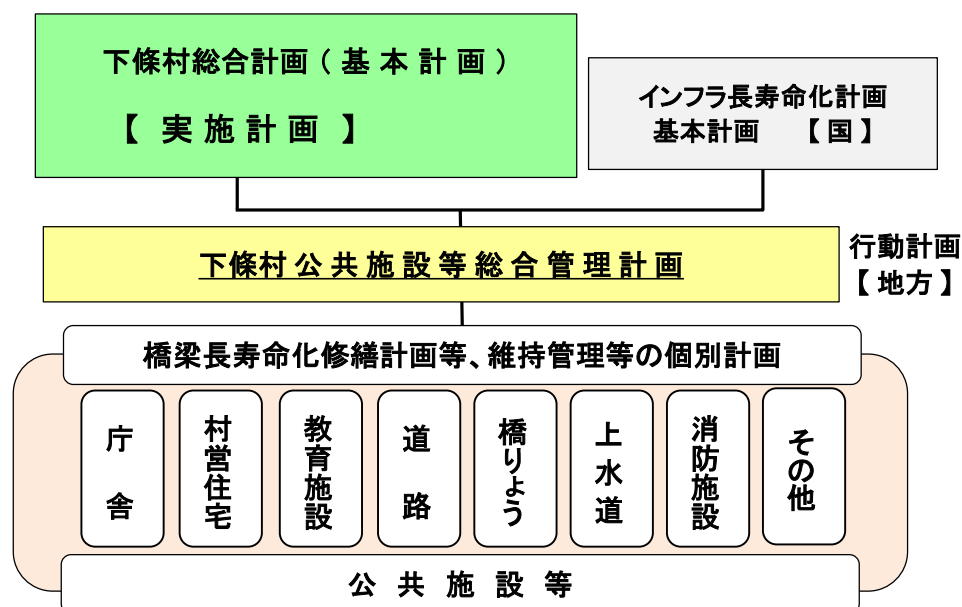 下條村総合計画（基本計画）
【 実施計画 】
インフラ長寿命化計画
基本計画　【国】
下條村公共施設等総合管理計画
行動計画
【地方】
橋梁長寿命化修繕計画等、維持管理等の個別計画
庁舎
村営住宅
教育施設
道路
橋りょう
上水道
消防施設
その他
公共施設等